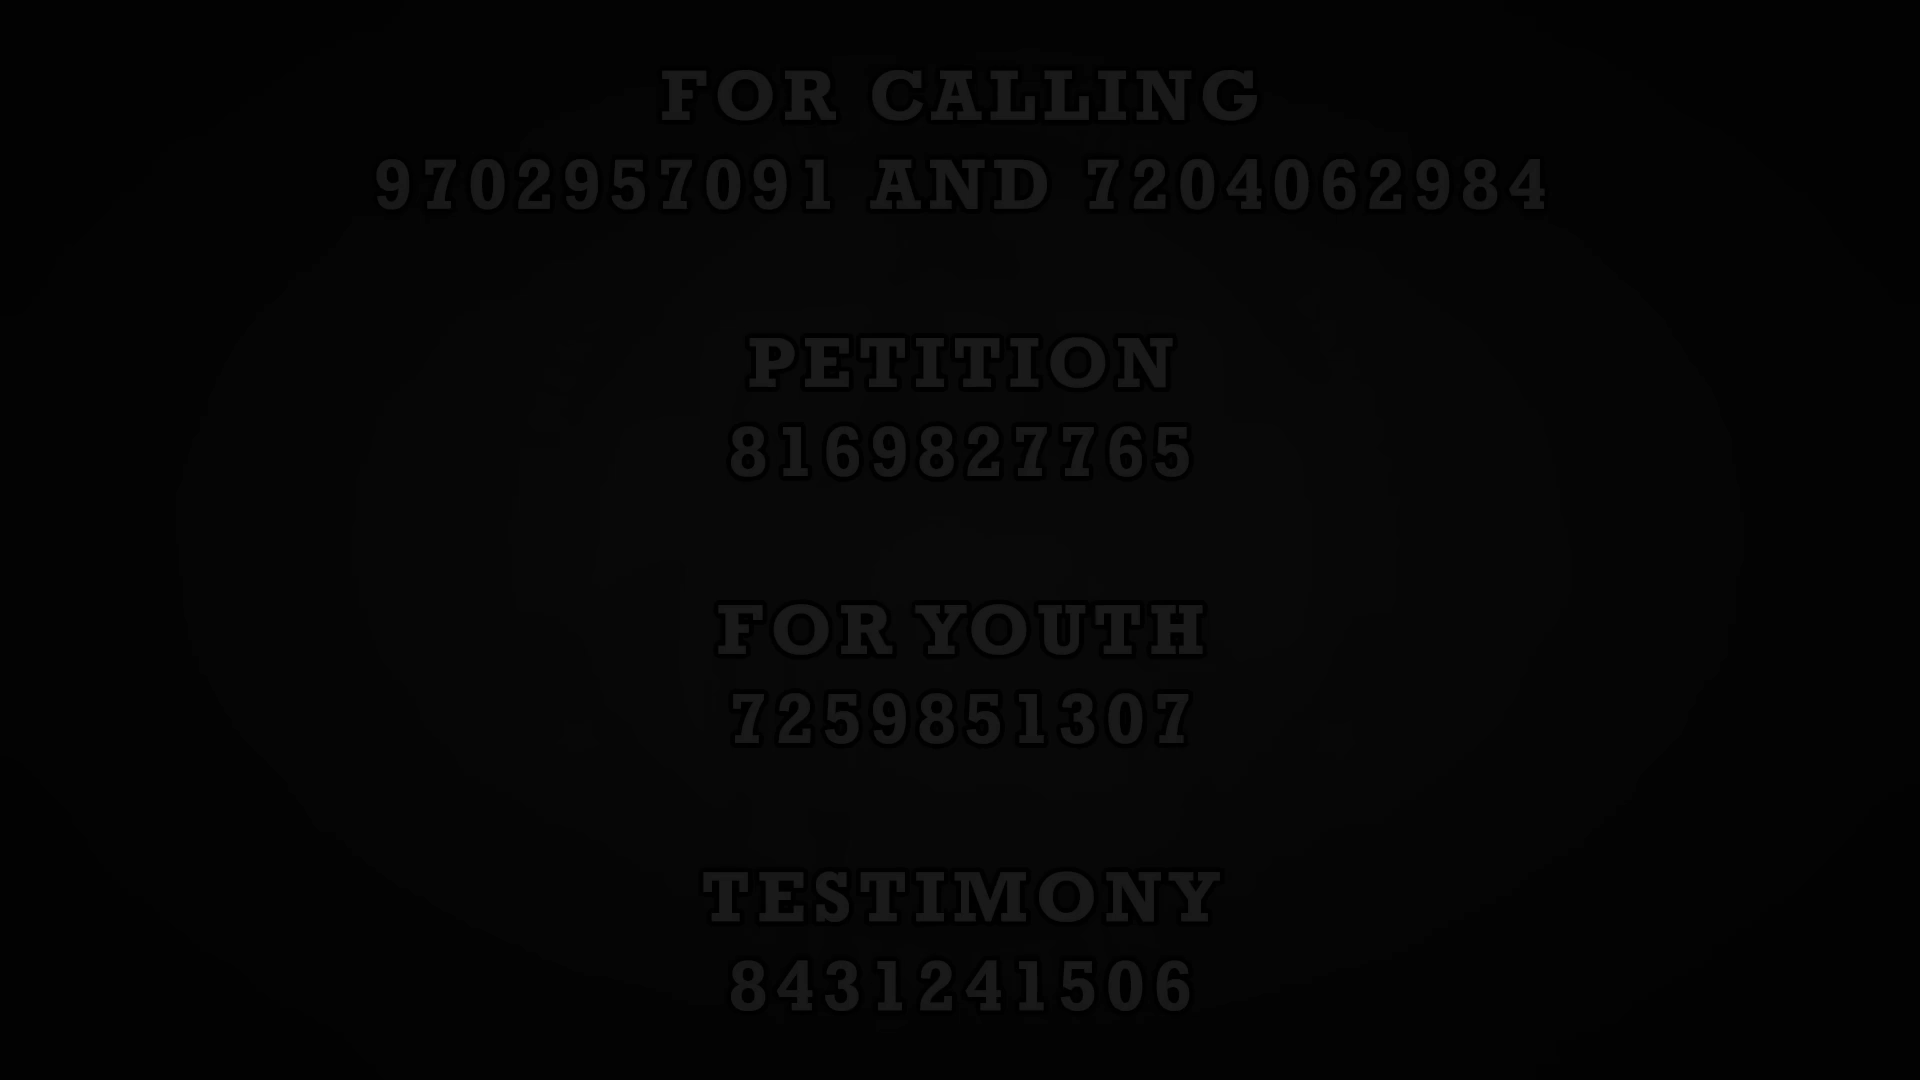 FOR CALLING
9702957091 AND 7204062984
PETITION
8169827765
FOR YOUTH
7259851307
TESTIMONY
8431241506